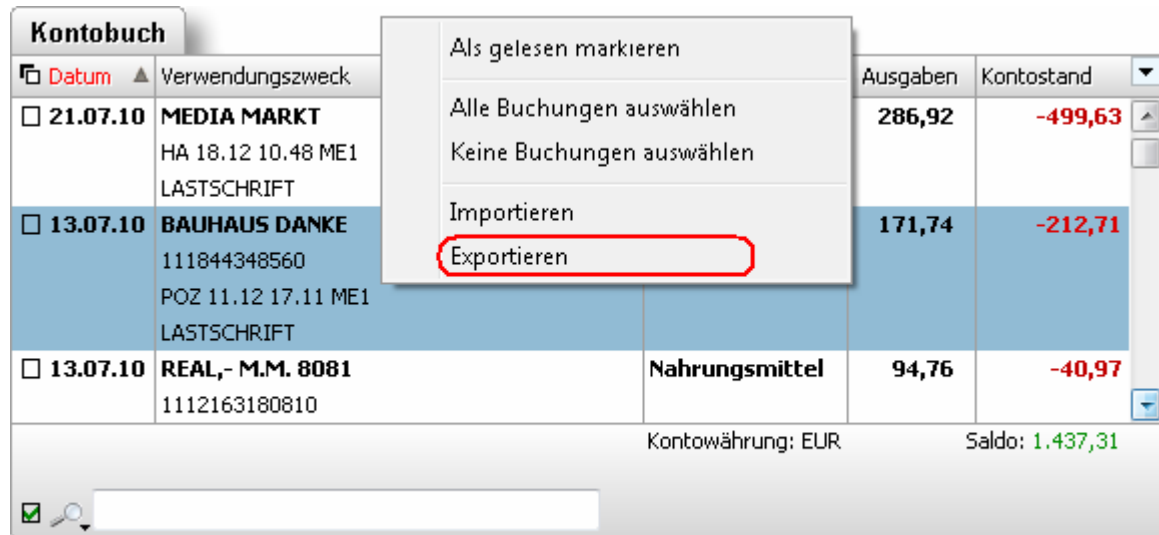 Kontobuch
Datum Verwendungszweck Ausgaben Kontostand
Als gelesen markieren
Alle Buchungen auswählen
Keine Buchungen auswählen
Importieren
Exportieren
21.07.10 MEDIA MARKT 286,92 -499,63
HA 18.12 10.48 ME1
LASTSCHRIFT
13.07.10 BAUHAUS DANKE 171,74 -212,71
111844348560
POZ 11.12 17.11 ME1
LASTSCHRIFT
13.07.10 REAL,- M.M. 8081 Nahrungsmittel 94,76 -40,97
1112163180810
Kontowährung: EUR Saldo: 1.437,31